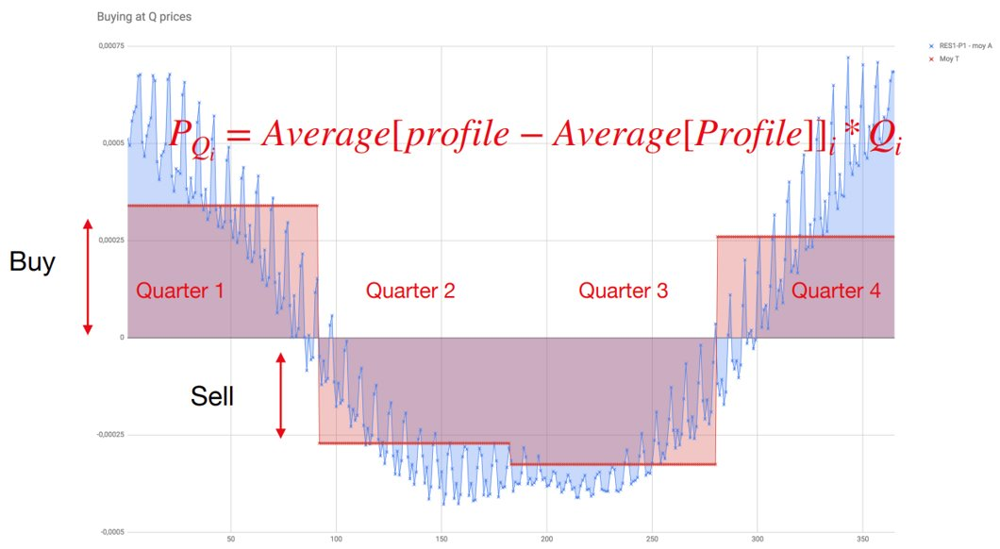 Buying at Q prices
RES1-P1 - moy A
Moy T
0,00075
0,0005
0,00025
0
-0,00025
-0,0005
P_{Q_i} = Average[profile − Average[Profile]]_i * Q_i
Buy
Quarter 1
Quarter 2
Quarter 3
Quarter 4
Sell
50
100
150
200
250
300
350